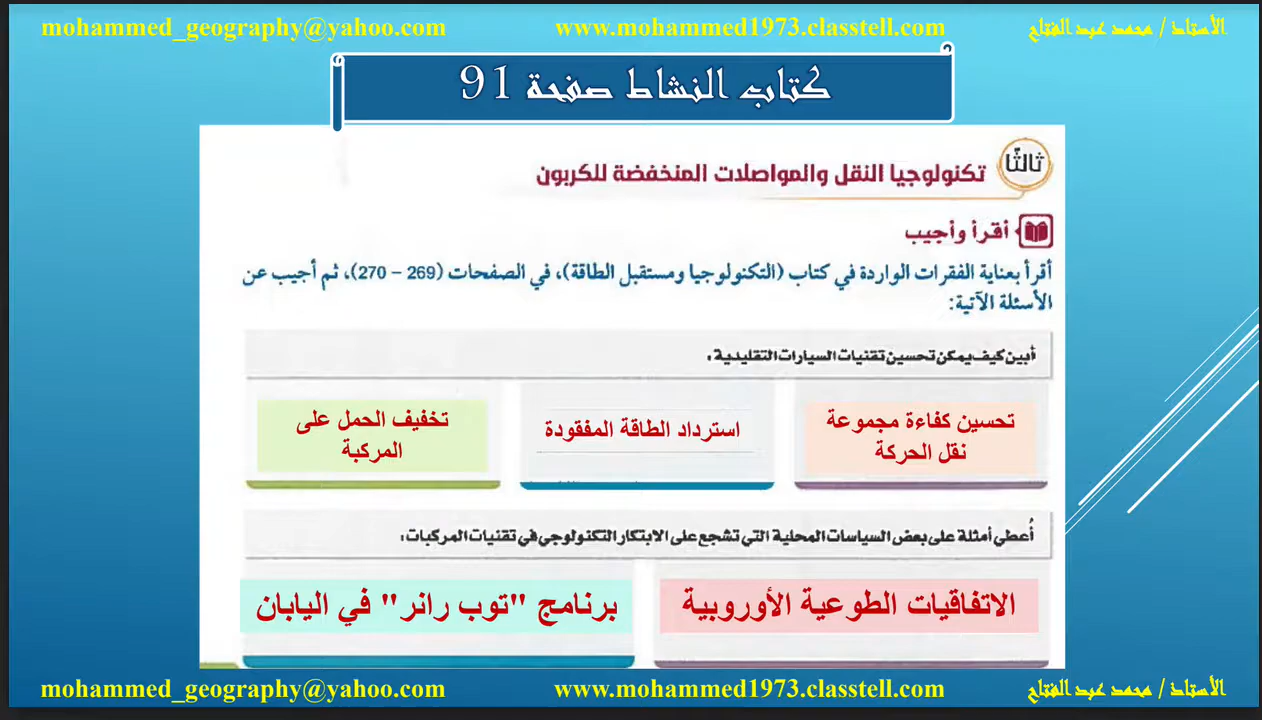 الأستاذ / محمد عبد الفتاح www.mohammed1973.classtell.com mohammed_geography@yahoo.com
كتاب النشاط صفحة 91
ثالثًا
تكنولوجيا النقل والمواصلات المنخفضة للكربون
أقرأ وأجيب
أقرأ بعناية الفقرات الواردة في كتاب (التكنولوجيا ومستقبل الطاقة)، في الصفحات (269 – 270)، ثم أجيب عن
الأسئلة الآتية:
أبين كيف يمكن تحسين تقنيات السيارات التقليدية :
تحسين كفاءة مجموعة
نقل الحركة
استرداد الطاقة المفقودة
تخفيف الحمل على
المركبة
أُعطي أمثلة على بعض السياسات المحلية التي تشجع على الابتكار التكنولوجي في تقنيات المركبات:
الاتفاقيات الطوعية الأوروبية
برنامج "توب رانر" في اليابان
الأستاذ / محمد عبد الفتاح www.mohammed1973.classtell.com mohammed_geography@yahoo.com